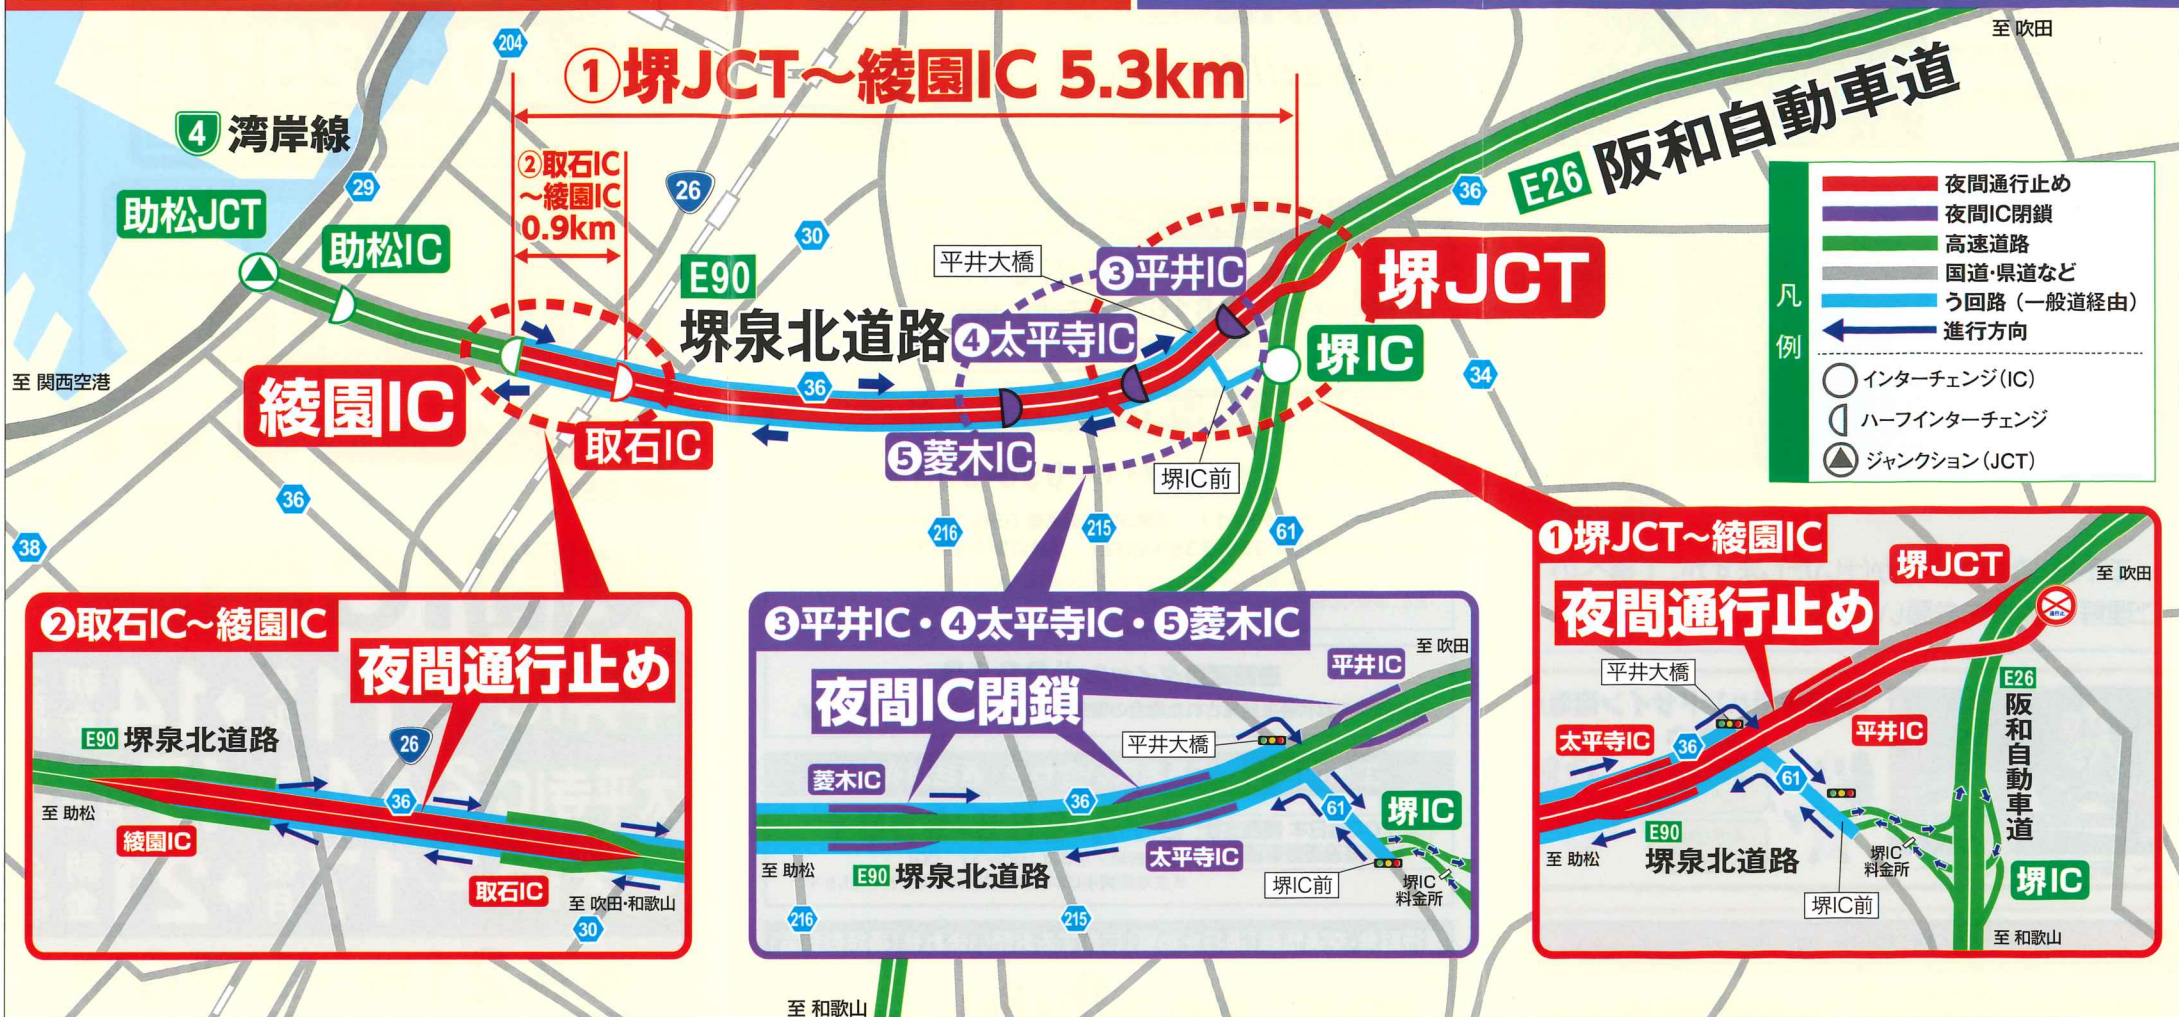 ①堺JCT～綾園IC 5.3km
至 吹田
204
4 湾岸線
②取石IC
～綾園IC
0.9km
26
29
36
E26 阪和自動車道
助松JCT
助松IC
30
E90
堺泉北道路
平井大橋
❸平井IC
堺JCT
❹太平寺IC
堺IC
至 関西空港
綾園IC
36
34
取石IC
❺菱木IC
堺IC前
36
38
216
215
61
凡例
夜間通行止め
夜間IC閉鎖
高速道路
国道・県道など
う回路（一般道経由）
進行方向
インターチェンジ(IC)
ハーフインターチェンジ
ジャンクション(JCT)
❷取石IC～綾園IC
夜間通行止め
E90 堺泉北道路
26
至 助松
36
綾園IC
取石IC
至 吹田・和歌山
30
❸平井IC・❹太平寺IC・❺菱木IC
至 吹田
平井IC
夜間IC閉鎖
平井大橋
菱木IC
36
61
堺IC
至 助松
E90 堺泉北道路
太平寺IC
堺IC前
堺IC
料金所
216
215
❶堺JCT～綾園IC
堺JCT
至 吹田
夜間通行止め
通行止
平井大橋
E26
阪和自動車道
太平寺IC
36
平井IC
61
E90
堺泉北道路
至 助松
堺IC
料金所
堺IC
堺IC前
至 和歌山
至 和歌山